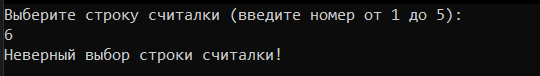 Выберите строку считалки (введите номер от 1 до 5):
6
Неверный выбор строки считалки!